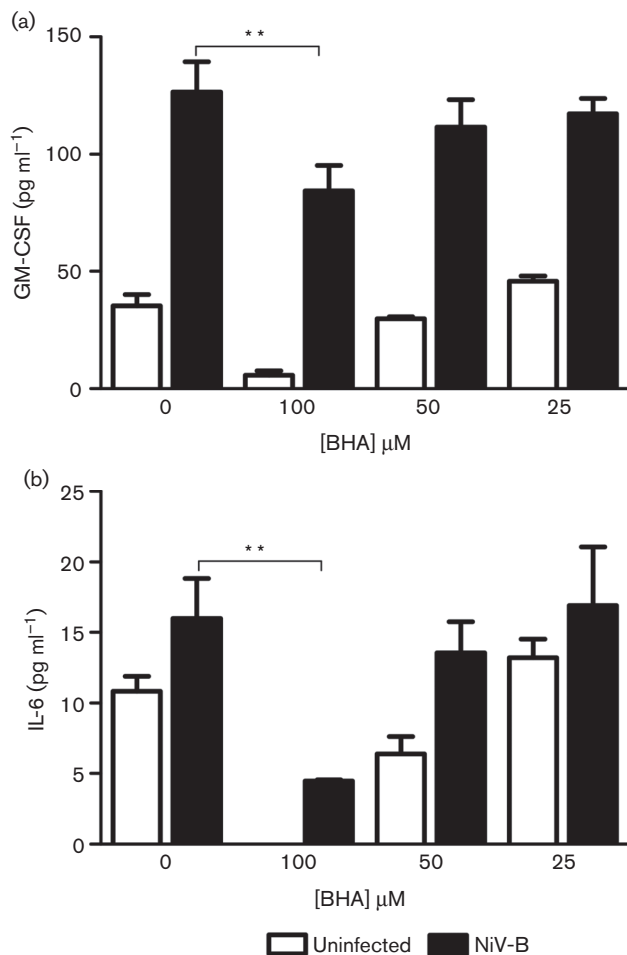 (a)
150
**
100
GM-CSF (pg ml⁻¹)
50
0
0 100 50 25
[BHA] μM
(b)
25
20
**
15
IL-6 (pg ml⁻¹)
10
5
0
0 100 50 25
[BHA] μM
Uninfected NiV-B